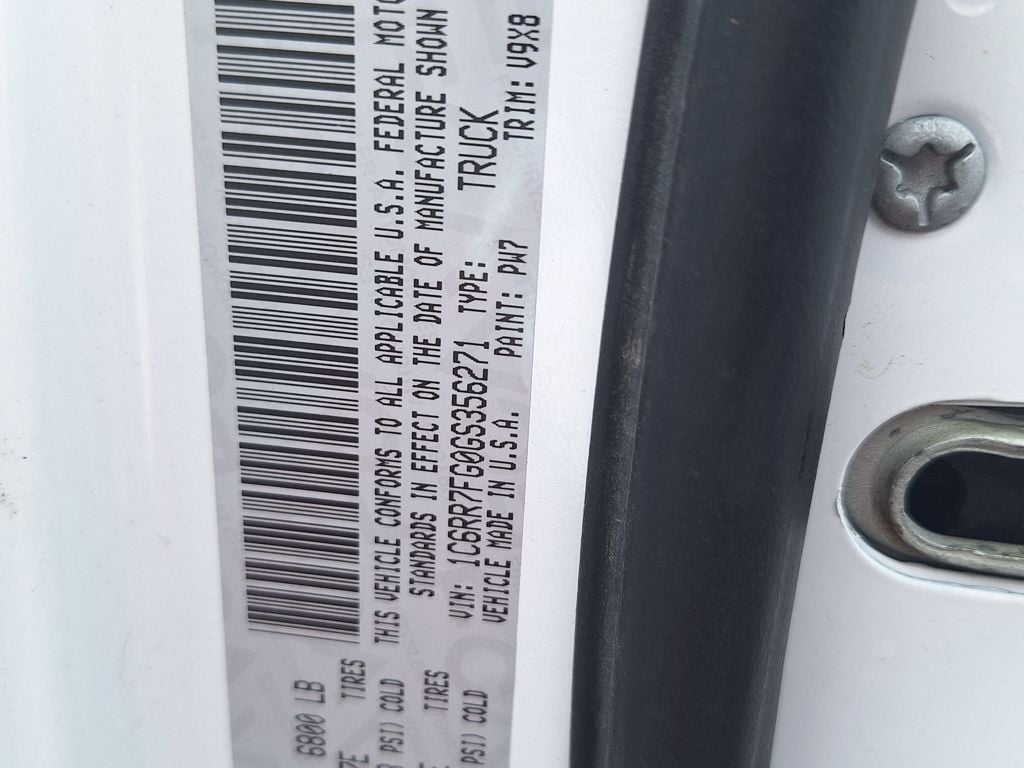 6800 LB
TIRES
PSI) COLD
TIRES
PSI) COLD
THIS VEHICLE CONFORMS TO ALL APPLICABLE U.S.A. FEDERAL
STANDARDS IN EFFECT ON THE DATE OF MANUFACTURE SHOWN
VIN: 1C6RR7FG0GS356271 TYPE: TRUCK
VEHICLE MADE IN U.S.A. PAINT: PW7 TRIM: V9X8